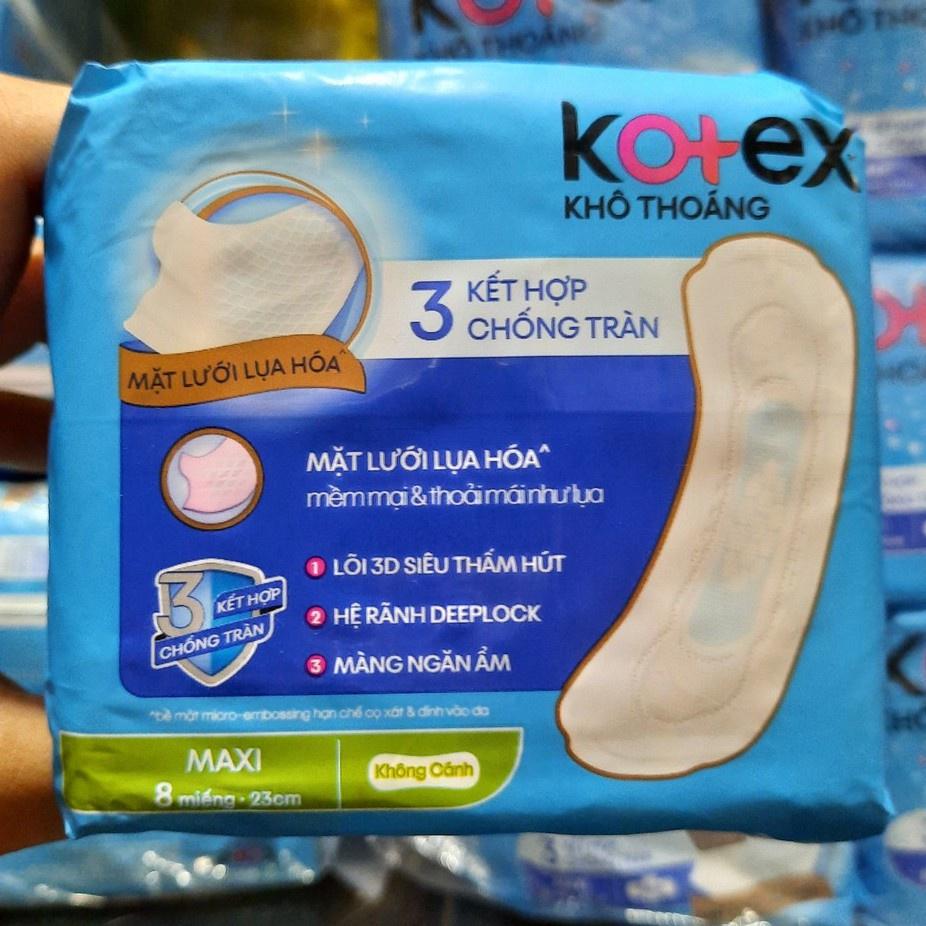 kotex
KHÔ THOÁNG
3 KẾT HỢP
CHỐNG TRÀN
MẶT LƯỚI LỤA HÓA^
MẶT LƯỚI LỤA HÓA^
mềm mại & thoải mái như lụa
3 KẾT HỢP
CHỐNG TRÀN
1 LÕI 3D SIÊU THẤM HÚT
2 HỆ RÃNH DEEPLOCK
3 MÀNG NGĂN ẨM
^bề mặt micro-embossing hạn chế cọ xát & dính vào da
MAXI
8 miếng · 23cm
Không Cánh
KHÔ THOÁNG